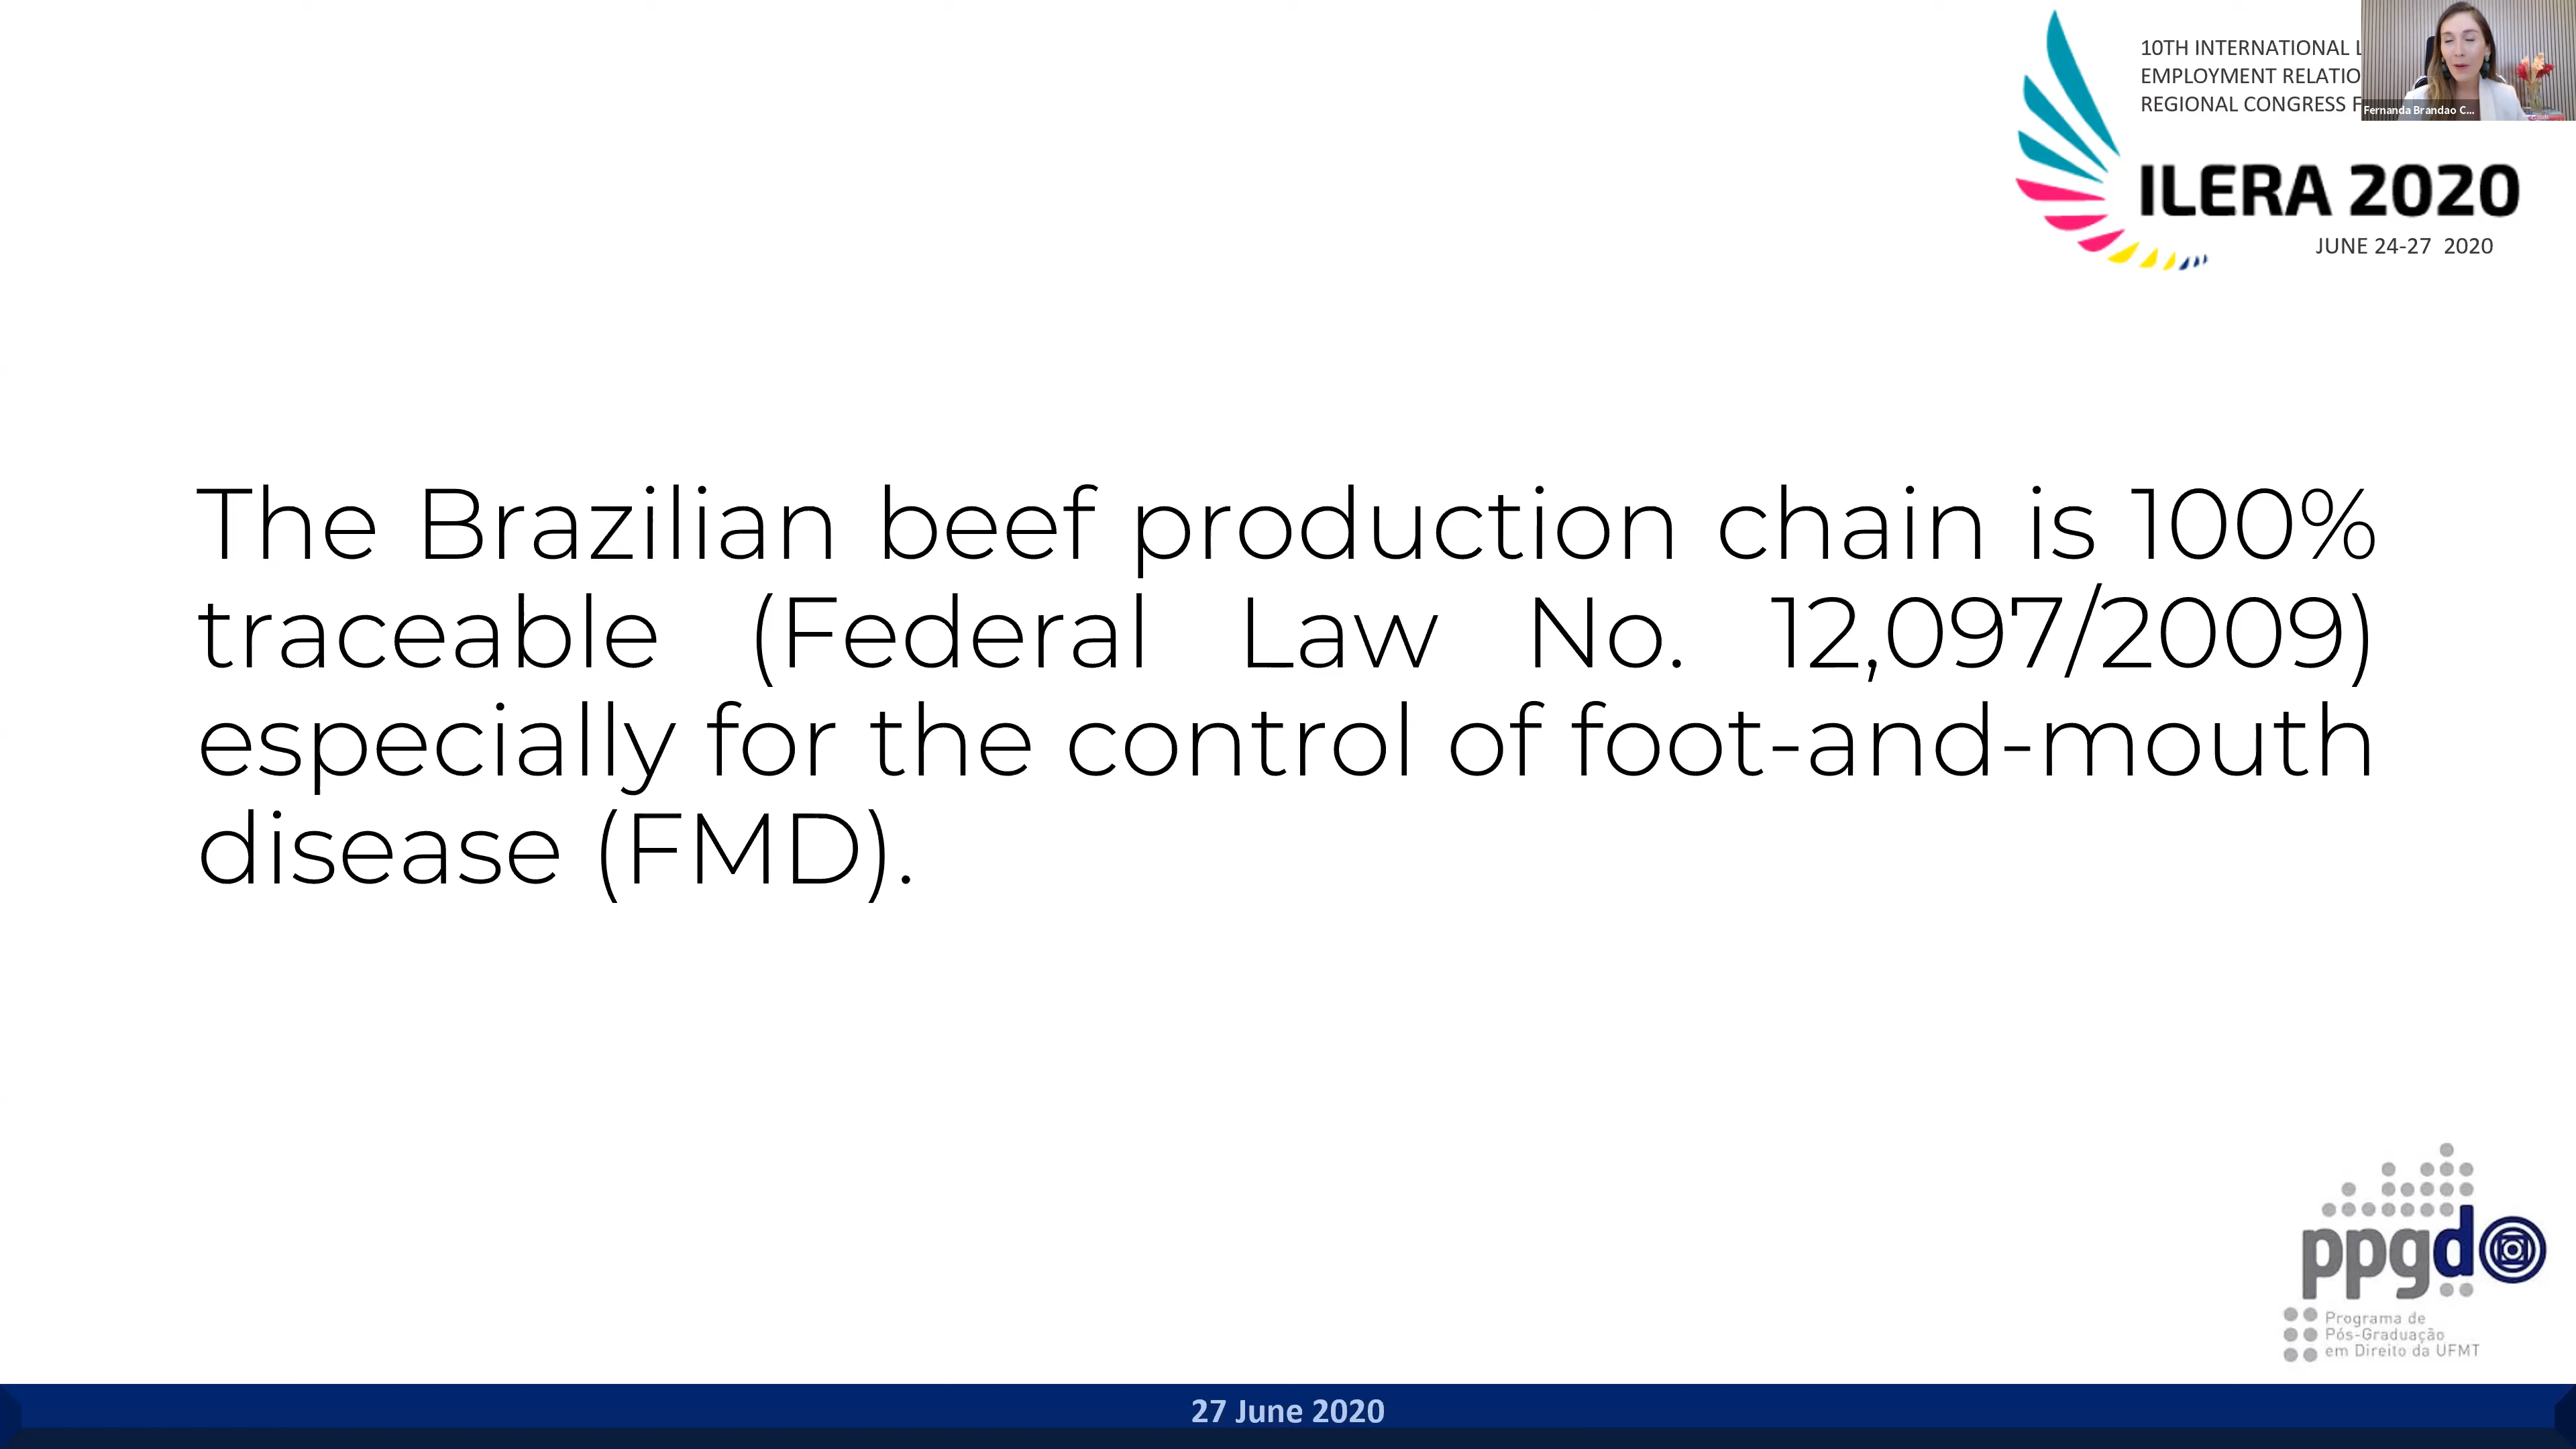 10TH INTERNATIONAL
EMPLOYMENT
REGIONAL CONGRESS
Fernanda Brandao C...
ILERA 2020
JUNE 24-27 2020
The Brazilian beef production chain is 100%
traceable (Federal Law No. 12,097/2009)
especially for the control of foot-and-mouth
disease (FMD).
ppgd
Programa de
Pós-Graduação
em Direito da UFMT
27 June 2020